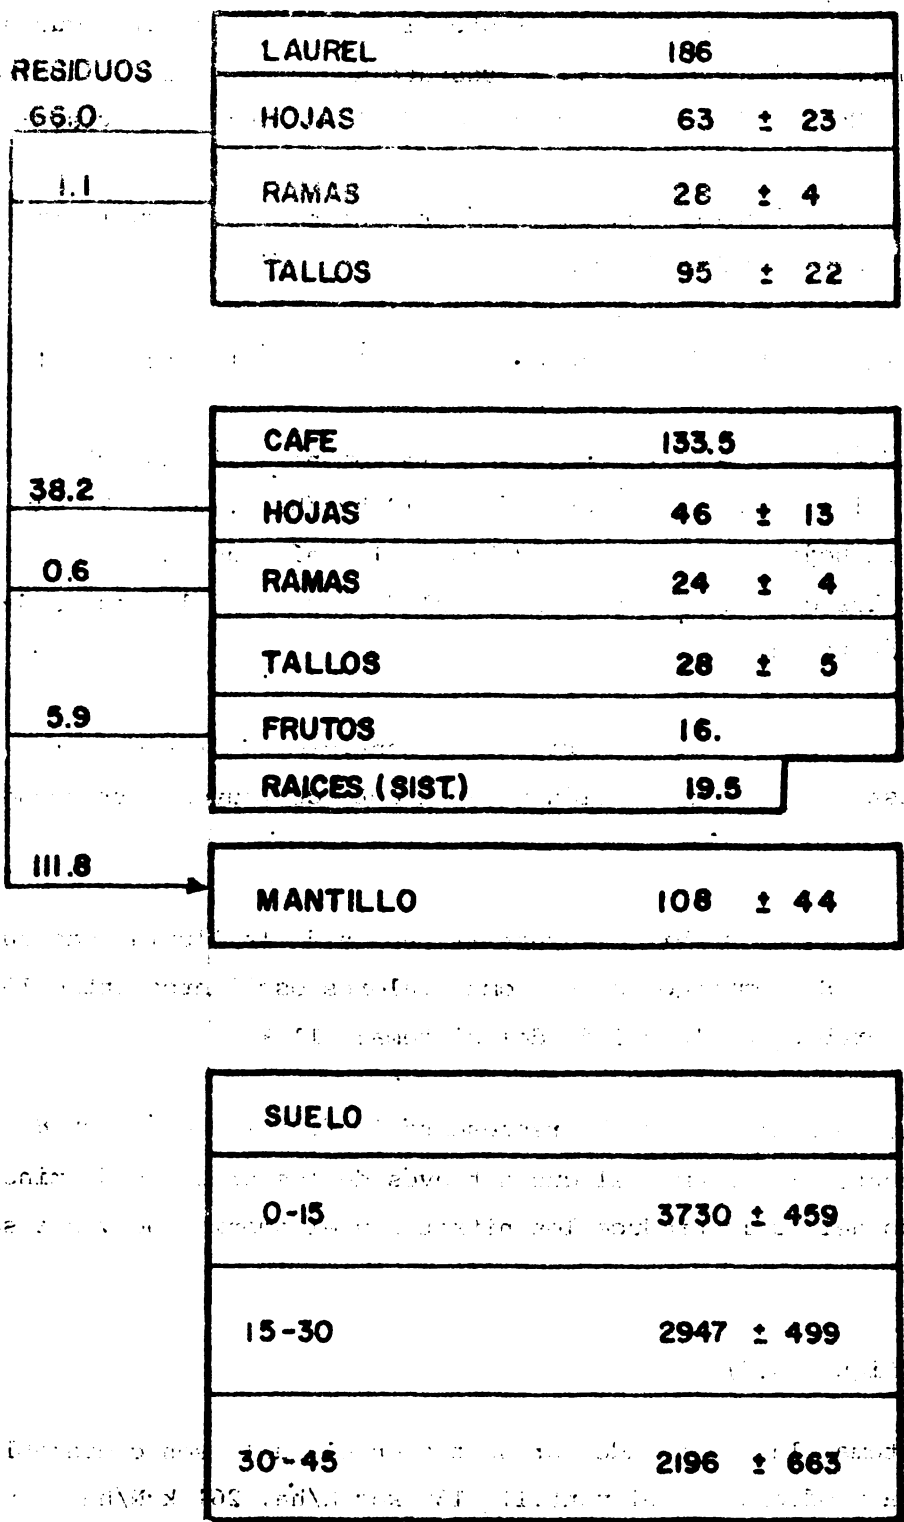 RESIDUOS
LAUREL 186
66.0 HOJAS 63 ± 23
1.1 RAMAS 28 ± 4
TALLOS 95 ± 22
CAFE 133.5
38.2 HOJAS 46 ± 13
0.6 RAMAS 24 ± 4
TALLOS 28 ± 5
5.9 FRUTOS 16.
RAICES (SIST.) 19.5
111.8 MANTILLO 108 ± 44
SUELO
0-15 3730 ± 459
15-30 2947 ± 499
30-45 2196 ± 663